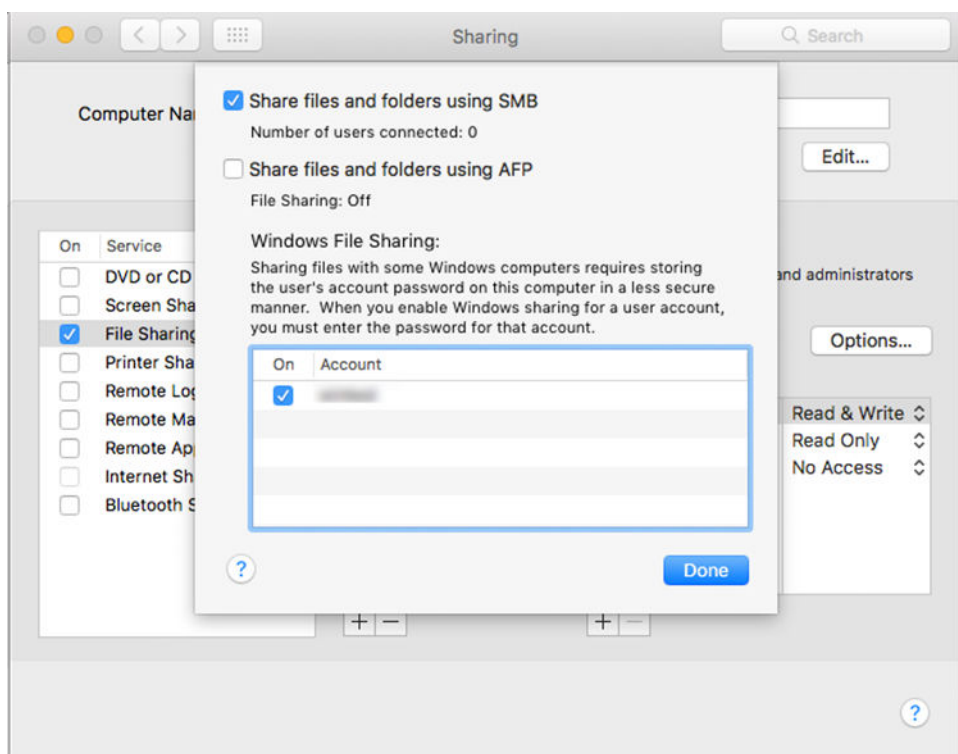 Sharing
Search
Computer Na
Edit...
Share files and folders using SMB
Number of users connected: 0
Share files and folders using AFP
File Sharing: Off
Windows File Sharing:
Sharing files with some Windows computers requires storing
the user's account password on this computer in a less secure
manner. When you enable Windows sharing for a user account,
you must enter the password for that account.
On Account
Done
On Service
DVD or CD
Screen Sha
File Sharing
Printer Sha
Remote Log
Remote Ma
Remote Ap
Internet Sh
Bluetooth S
and administrators
Options...
Read & Write
Read Only
No Access